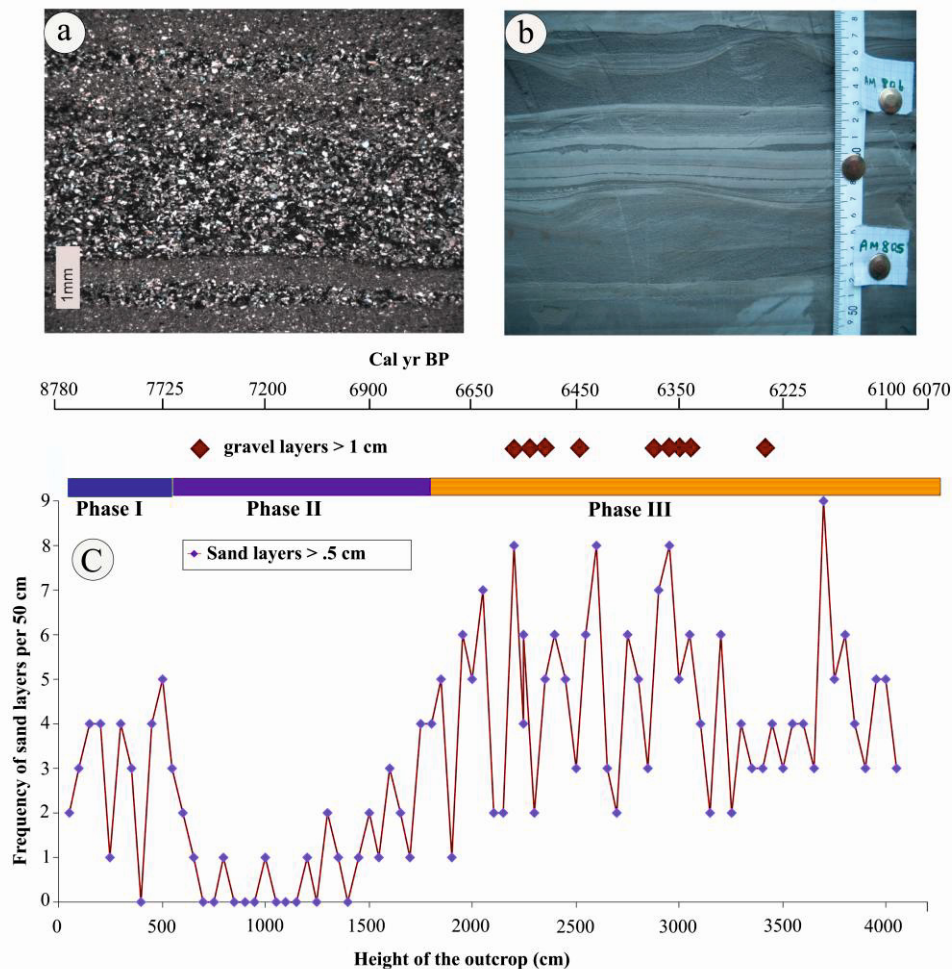 a
1mm
b
AM 806
AM 805
Cal yr BP
8780 7725 7200 6900 6650 6450 6350 6225 6100 6070
gravel layers > 1 cm
Phase I Phase II Phase III
C
Sand layers > .5 cm
Frequency of sand layers per 50 cm
9
8
7
6
5
4
3
2
1
0
0 500 1000 1500 2000 2500 3000 3500 4000
Height of the outcrop (cm)